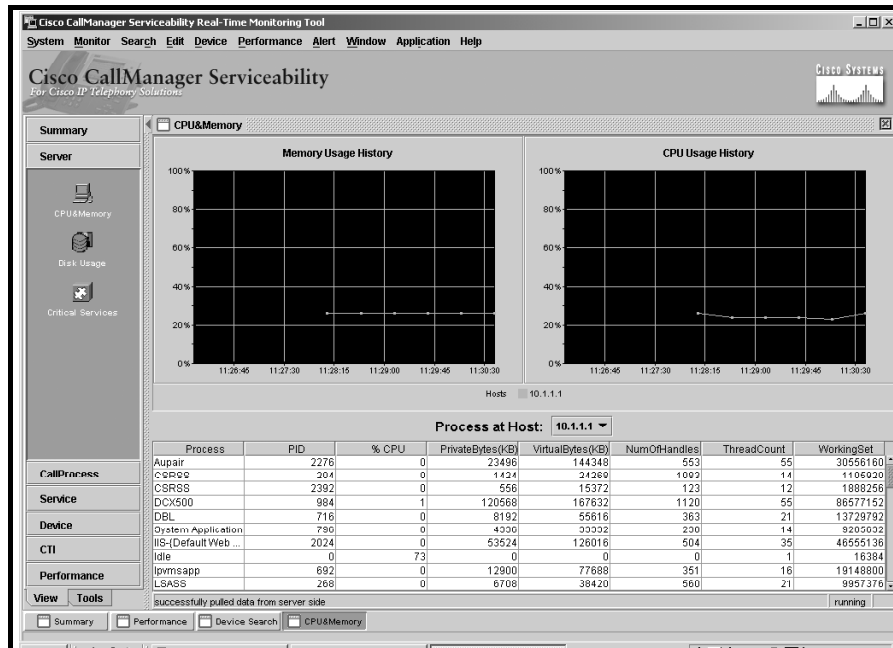 Cisco CallManager Serviceability Real-Time Monitoring Tool
System Monitor Search Edit Device Performance Alert Window Application Help
Cisco CallManager Serviceability
For Cisco IP Telephony Solutions
CISCO SYSTEMS
Summary
Server
CPU&Memory
Disk Usage
Critical Services
CallProcess
Service
Device
CTI
Performance
View Tools
CPU&Memory
Memory Usage History
100%
80%
60%
40%
20%
0%
11:26:45 11:27:30 11:28:15 11:29:00 11:29:45 11:30:30
CPU Usage History
100%
80%
60%
40%
20%
0%
11:26:45 11:27:30 11:28:15 11:29:00 11:29:45 11:30:30
Hosts 10.1.1.1
Process at Host: 10.1.1.1
Process PID % CPU PrivateBytes(KB) VirtualBytes(KB) NumOfHandles ThreadCount WorkingSet
Aupair 2276 0 23496 144348 553 55 30556160
CSRSS 204 0 1424 14
CSRSS 2392 0 556 15372 123 12 1888256
DCX500 984 1 120568 167632 1120 55 86577152
DBL 716 0 8192 55616 363 21 13729792
System Application 0 14
IIS-{Default Web ... 2024 0 53524 126016 504 35 46555136
Idle 0 73 0 0 0 1 16384
Ipvmsapp 692 0 12900 77688 351 16 19148800
LSASS 268 0 6708 38420 560 21 9957376
successfully pulled data from server side running
Summary Performance Device Search CPU&Memory